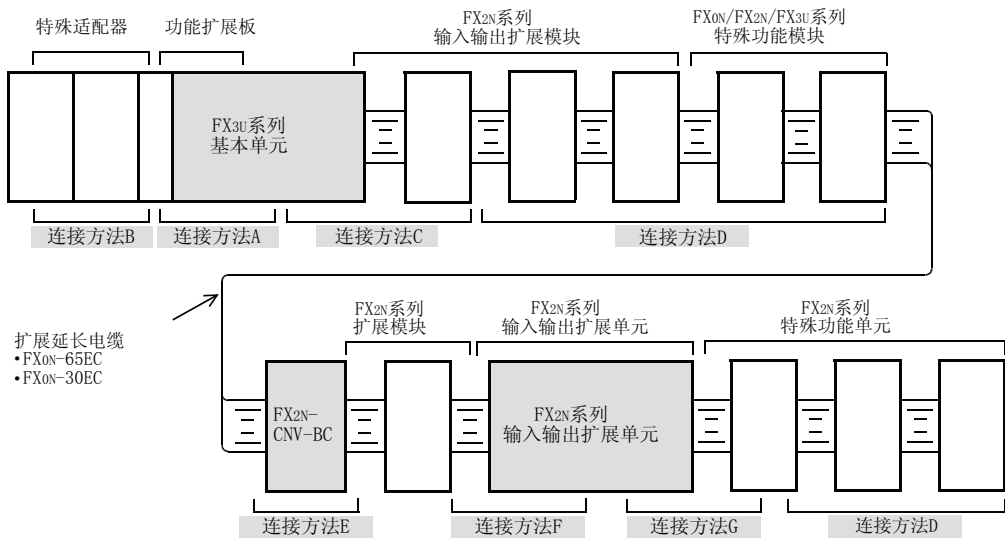 特殊适配器
功能扩展板
FX2N系列
输入输出扩展模块
FX0N/FX2N/FX3U系列
特殊功能模块
FX3U系列
基本单元
连接方法B
连接方法A
连接方法C
连接方法D
扩展延长电缆
•FX0N-65EC
•FX0N-30EC
FX2N系列
扩展模块
FX2N系列
输入输出扩展单元
FX2N系列
特殊功能单元
FX2N-
CNV-BC
FX2N系列
输入输出扩展单元
连接方法E
连接方法F
连接方法G
连接方法D